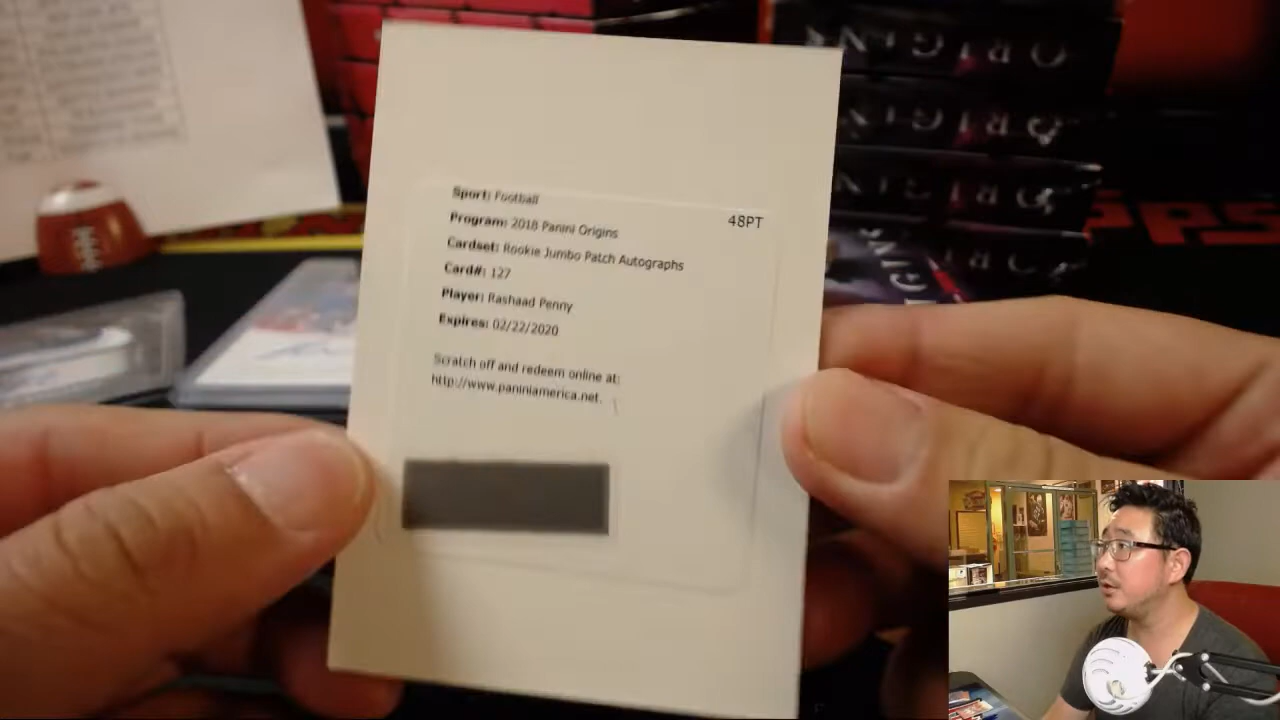 Sport: Football
48PT
Program: 2018 Panini Origins
Cardset: Rookie Jumbo Patch Autographs
Card#: 127
Player: Rashaad Penny
Expires: 02/22/2020
Scratch off and redeem online at:
http://www.paniniamerica.net.